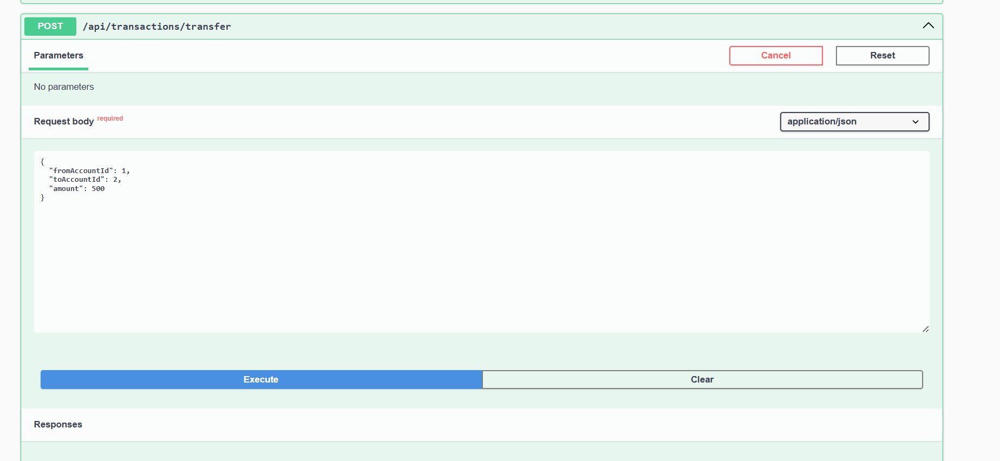 POST /api/transactions/transfer
Parameters
Cancel
Reset
No parameters
Request body required
application/json
{
  "fromAccountId": 1,
  "toAccountId": 2,
  "amount": 500
}
Execute
Clear
Responses